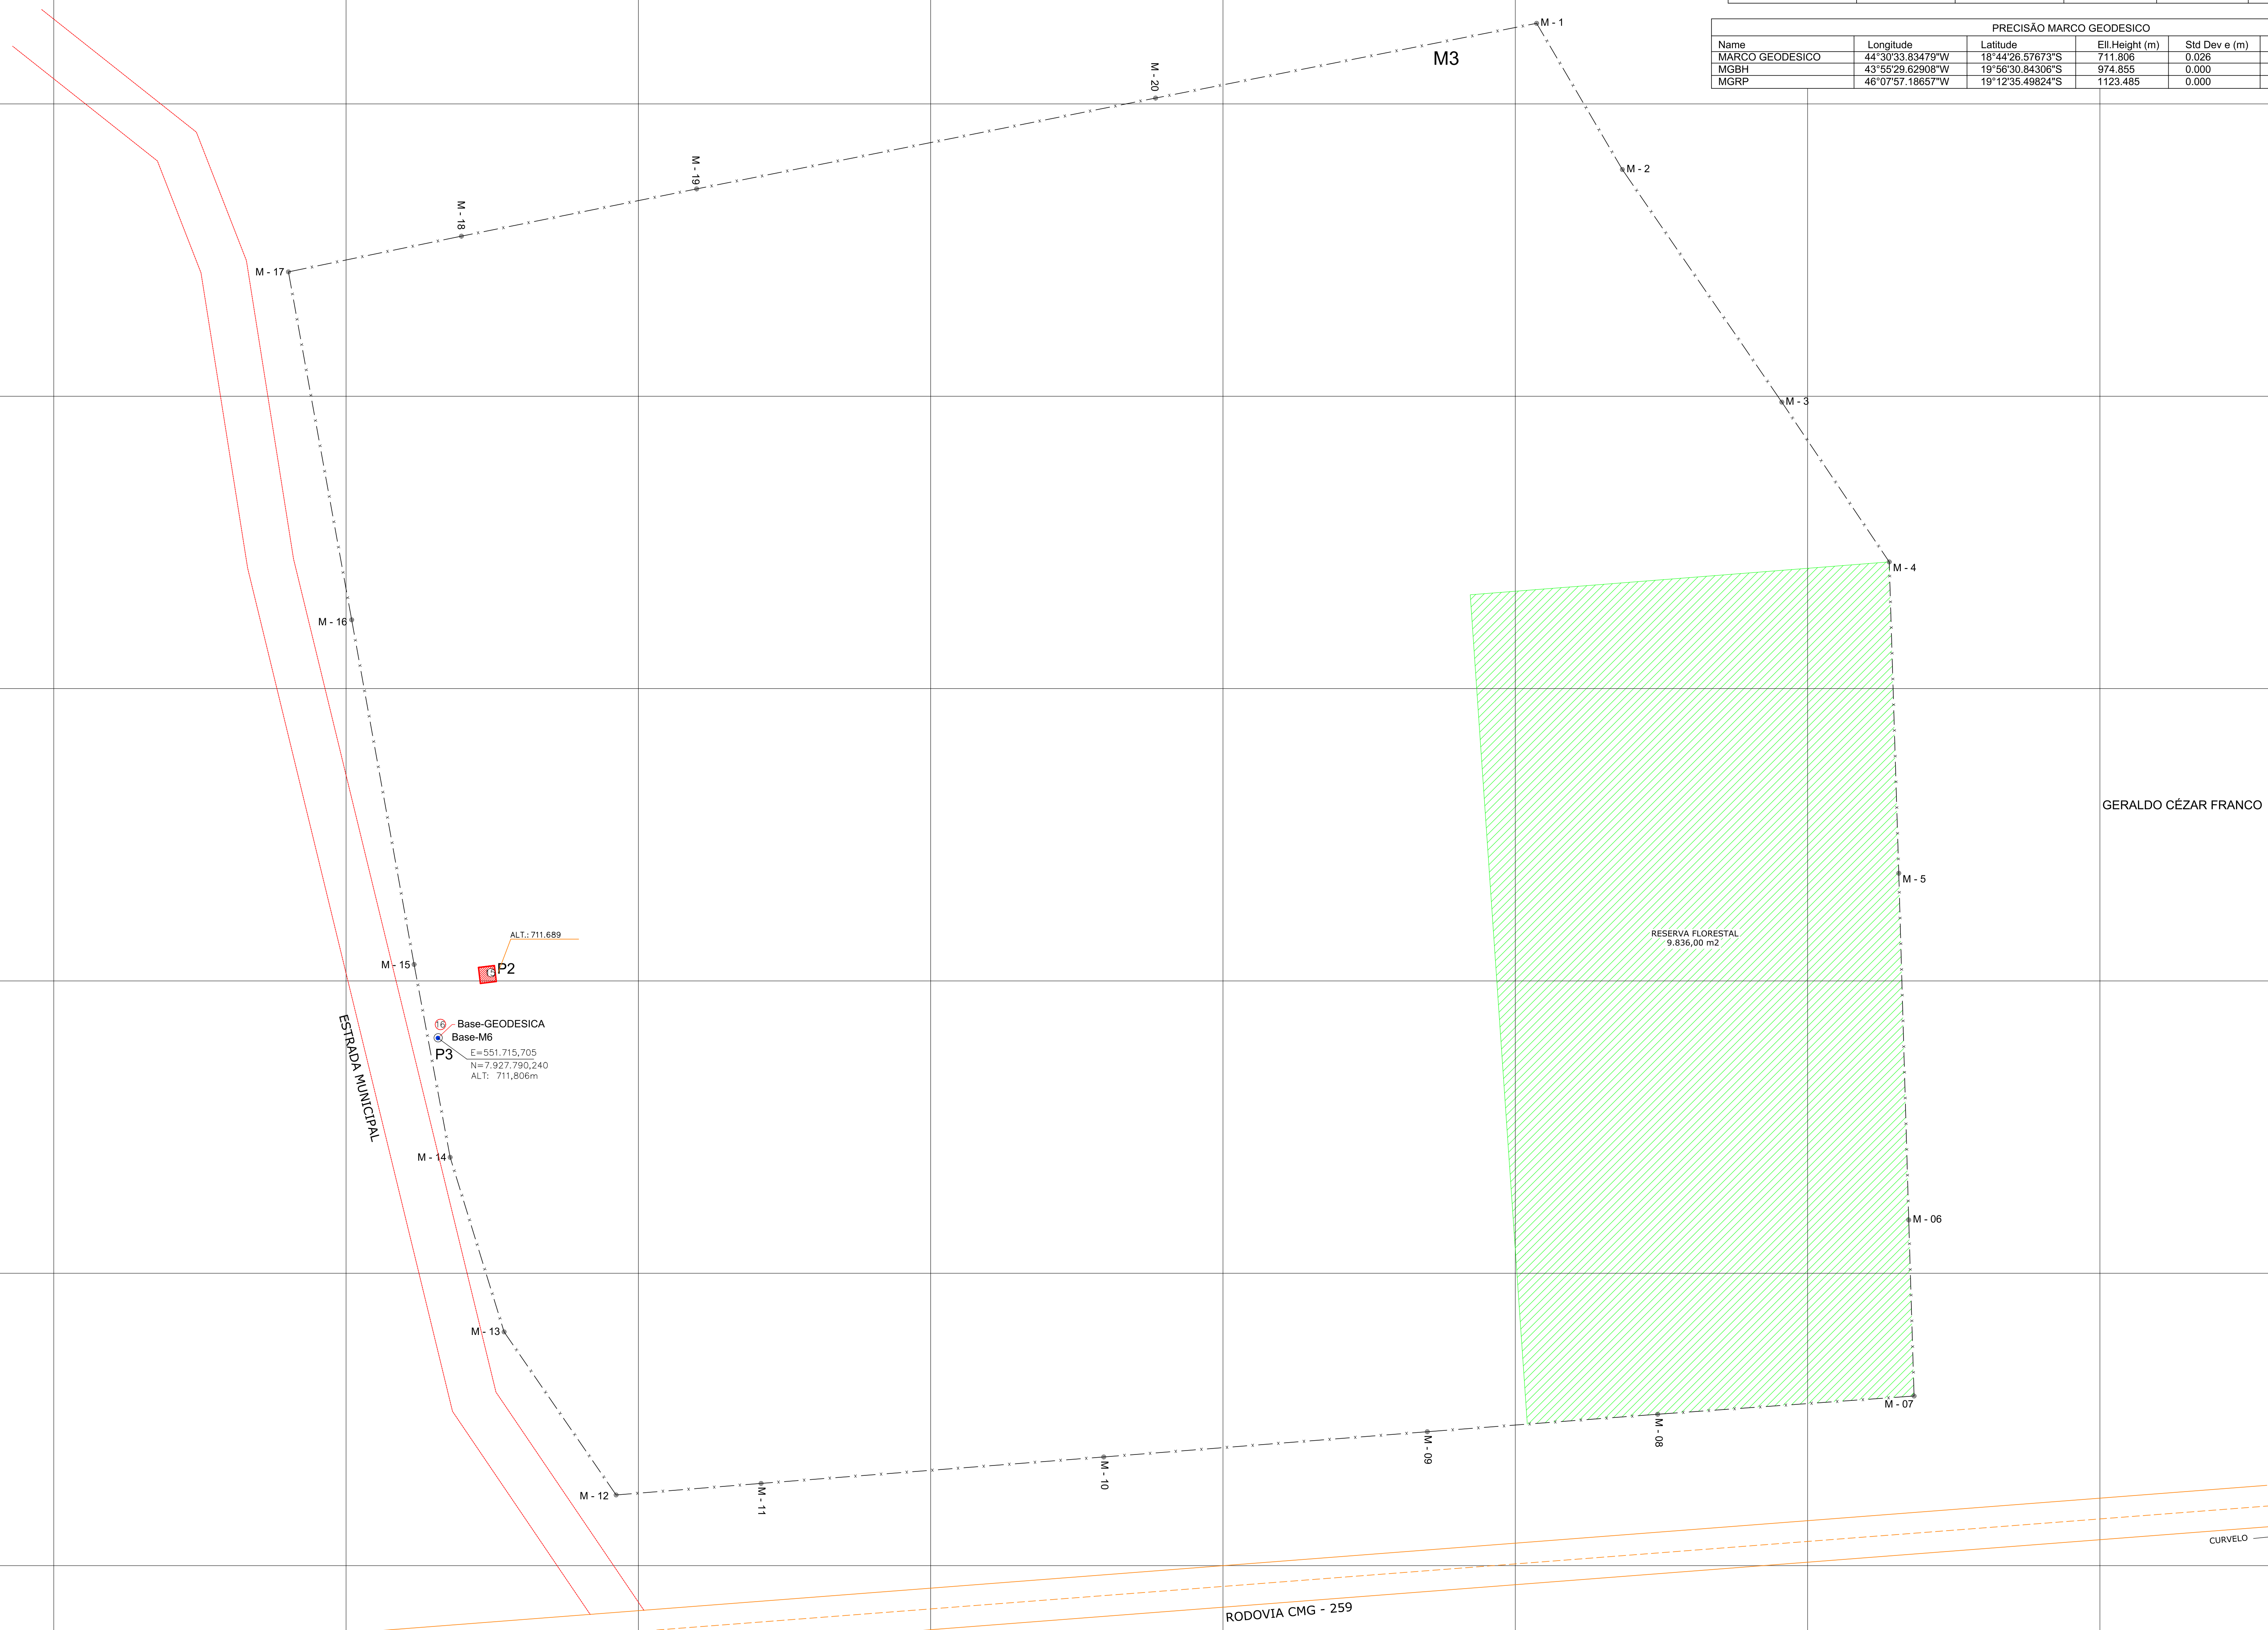 PRECISÃO MARCO GEODESICO
Name Longitude Latitude Ell.Height (m) Std Dev e (m)
MARCO GEODESICO 44°30'33.83479"W 18°44'26.57673"S 711.806 0.026
MGBH 43°55'29.62908"W 19°56'30.84306"S 974.855 0.000
MGRP 46°07'57.18657"W 19°12'35.49824"S 1123.485 0.000
M - 1
M3
M - 20
M - 2
M - 19
M - 18
M - 17
M - 3
M - 4
M - 16
GERALDO CÉZAR FRANCO
M - 5
RESERVA FLORESTAL
9.836,00 m2
ALT.: 711.689
M - 15
P2
16
Base-GEODESICA
Base-M6
P3
E=551.715,705
N=7.927.790,240
ALT: 711,806m
ESTRADA MUNICIPAL
M - 14
M - 06
M - 13
M - 07
M - 08
M - 09
M - 10
M - 11
M - 12
CURVELO
RODOVIA CMG - 259